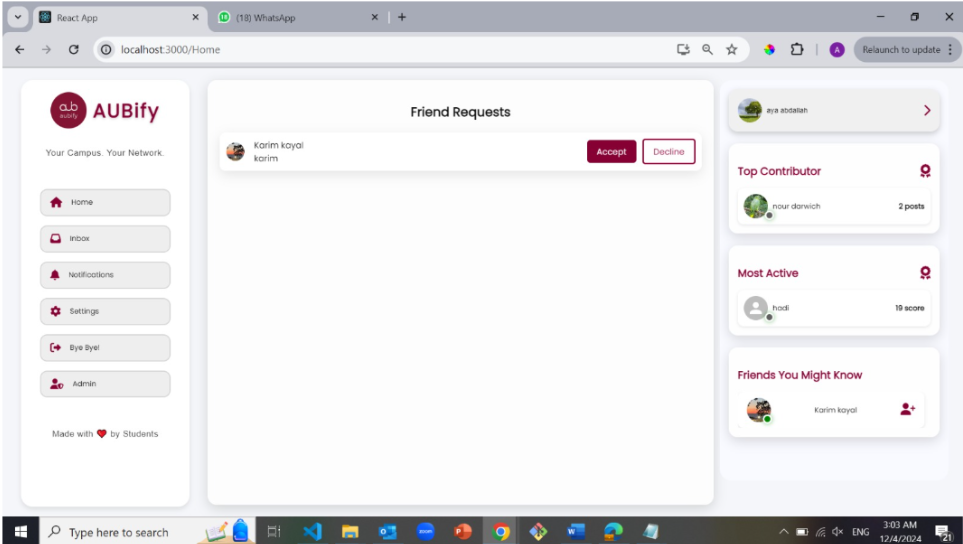 React App
(18) WhatsApp
localhost:3000/Home
A
Relaunch to update
aub
aubify
AUBify
Your Campus. Your Network.
Home
Inbox
Notifications
Settings
Bye Bye!
Admin
Made with ❤ by Students
Friend Requests
Karim kayal
karim
Accept
Decline
aya abdallah
Top Contributor
nour darwich
2 posts
Most Active
hadi
19 score
Friends You Might Know
Karim kayal
Type here to search
ENG
3:03 AM
12/4/2024
21